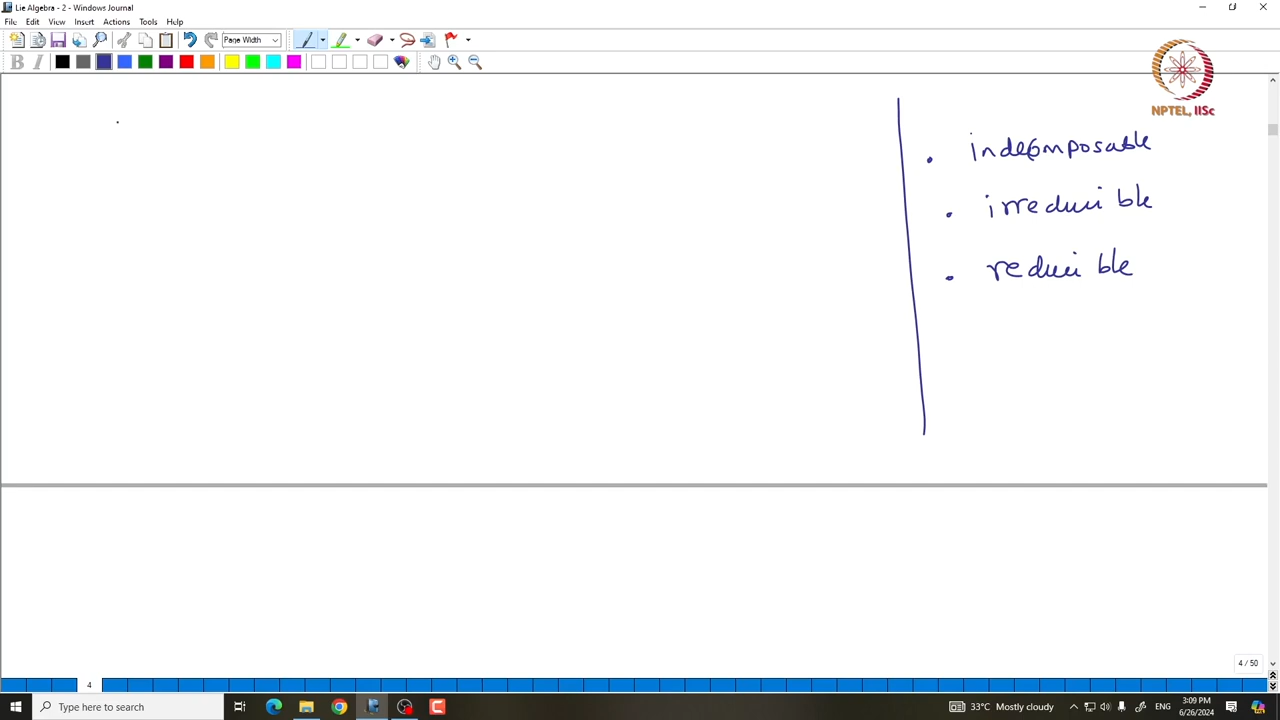 Lie Algebra - 2 - Windows Journal
File Edit View Insert Actions Tools Help
Page Width
NPTEL, IISc
. indecomposable
. irreducible
. reducible
4 / 50
4
Type here to search
33°C Mostly cloudy
ENG
3:09 PM
6/26/2024